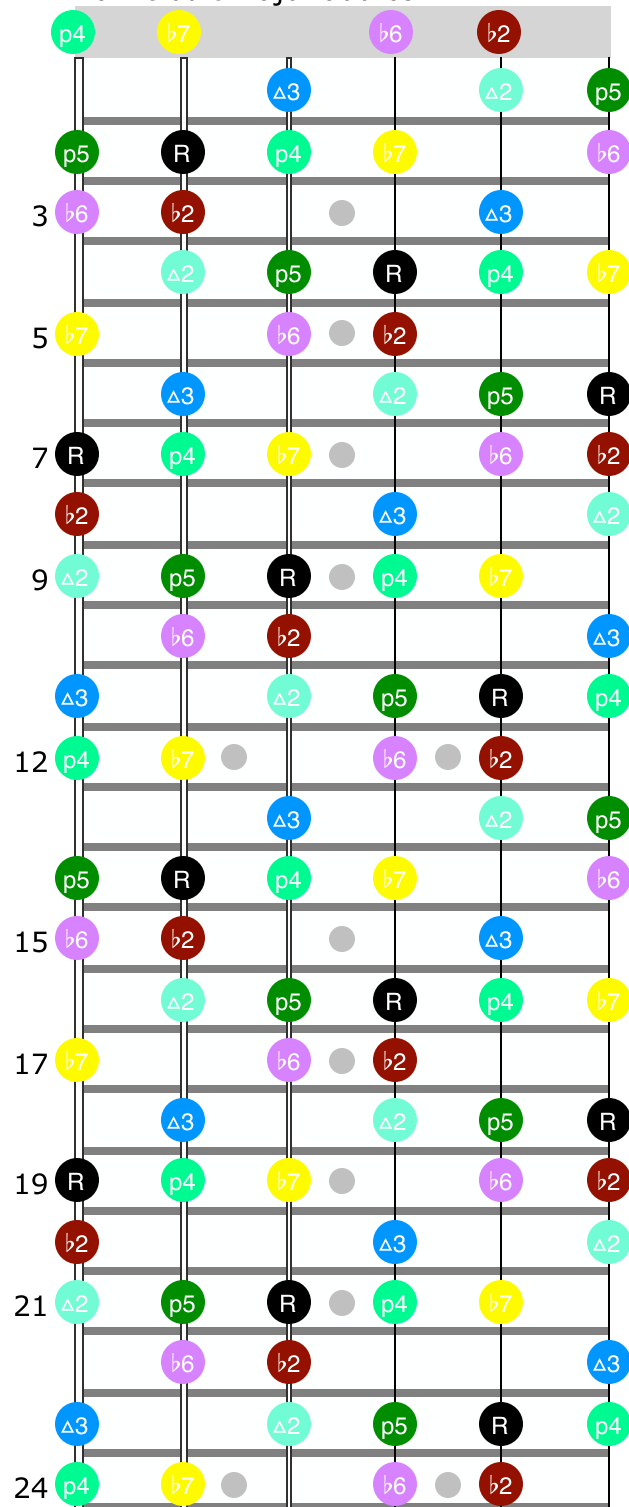 p4 ♭7 ♭6 ♭2
△3 △2 p5
p5 R p4 ♭7 ♭6
3 ♭6 ♭2 △3
△2 p5 R p4 ♭7
5 ♭7 ♭6 ♭2
△3 △2 p5 R
7 R p4 ♭7 ♭6 ♭2
♭2 △3 △2
9 △2 p5 R p4 ♭7
♭6 ♭2 △3
△3 △2 p5 R p4
12 p4 ♭7 ♭6 ♭2
△3 △2 p5
p5 R p4 ♭7 ♭6
15 ♭6 ♭2 △3
△2 p5 R p4 ♭7
17 ♭7 ♭6 ♭2
△3 △2 p5 R
19 R p4 ♭7 ♭6 ♭2
♭2 △3 △2
21 △2 p5 R p4 ♭7
♭6 ♭2 △3
△3 △2 p5 R p4
24 p4 ♭7 ♭6 ♭2